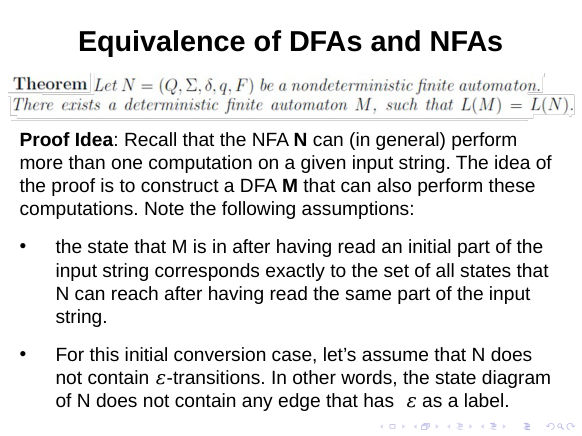 Equivalence of DFAs and NFAs
Theorem Let N = (Q, Σ, δ, q, F) be a nondeterministic finite automaton.
There exists a deterministic finite automaton M, such that L(M) = L(N).
Proof Idea: Recall that the NFA N can (in general) perform
more than one computation on a given input string. The idea of
the proof is to construct a DFA M that can also perform these
computations. Note the following assumptions:
• the state that M is in after having read an initial part of the
input string corresponds exactly to the set of all states that
N can reach after having read the same part of the input
string.
• For this initial conversion case, let’s assume that N does
not contain 𝜀-transitions. In other words, the state diagram
of N does not contain any edge that has 𝜀 as a label.